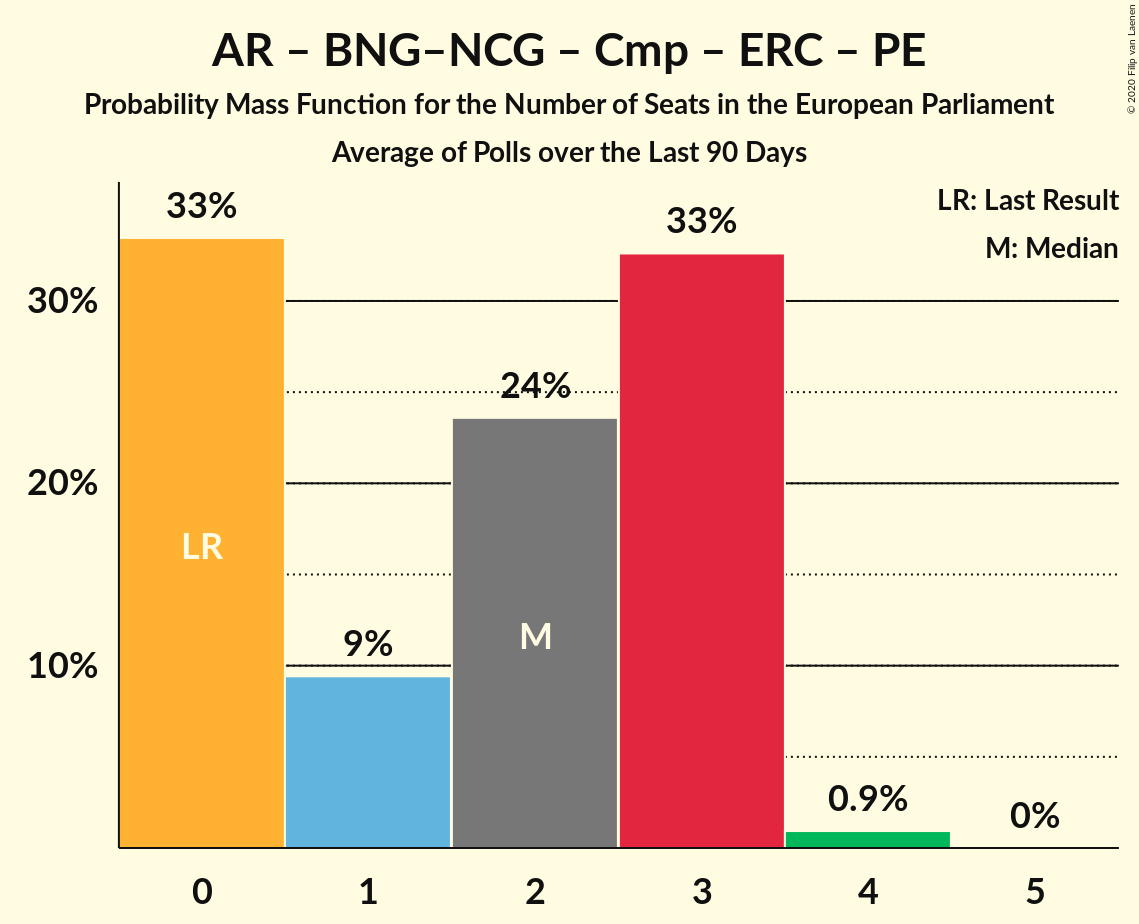 AR – BNG–NCG – Cmp – ERC – PE
Probability Mass Function for the Number of Seats in the European Parliament
Average of Polls over the Last 90 Days
© 2020 Filip van Laenen
LR: Last Result
M: Median
33%
33%
30%
24%
20%
LR
M
9%
10%
0.9%
0%
0 1 2 3 4 5